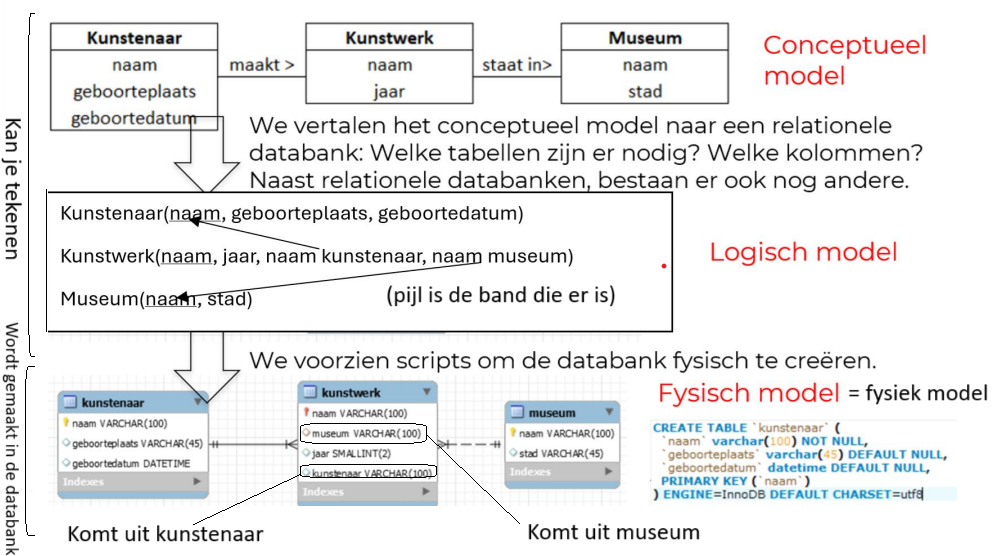 Kunstenaar
naam
geboorteplaats
geboortedatum
maakt >
Kunstwerk
naam
jaar
staat in>
Museum
naam
stad
Conceptueel
model
Kan je tekenen
We vertalen het conceptueel model naar een relationele
databank: Welke tabellen zijn er nodig? Welke kolommen?
Naast relationele databanken, bestaan er ook nog andere.
Kunstenaar(naam, geboorteplaats, geboortedatum)
Kunstwerk(naam, jaar, naam kunstenaar, naam museum)
Museum(naam, stad)
(pijl is de band die er is)
Logisch model
Wordt gemaakt in de databank
We voorzien scripts om de databank fysisch te creëren.
Fysisch model = fysiek model
kunstenaar
naam VARCHAR(100)
geboorteplaats VARCHAR(45)
geboortedatum DATETIME
Indexes
kunstwerk
naam VARCHAR(100)
museum VARCHAR(100)
jaar SMALLINT(2)
kunstenaar VARCHAR(100)
Indexes
museum
naam VARCHAR(100)
stad VARCHAR(45)
Indexes
CREATE TABLE `kunstenaar` (
`naam` varchar(100) NOT NULL,
`geboorteplaats` varchar(45) DEFAULT NULL,
`geboortedatum` datetime DEFAULT NULL,
PRIMARY KEY (`naam`)
) ENGINE=InnoDB DEFAULT CHARSET=utf8
Komt uit kunstenaar
Komt uit museum